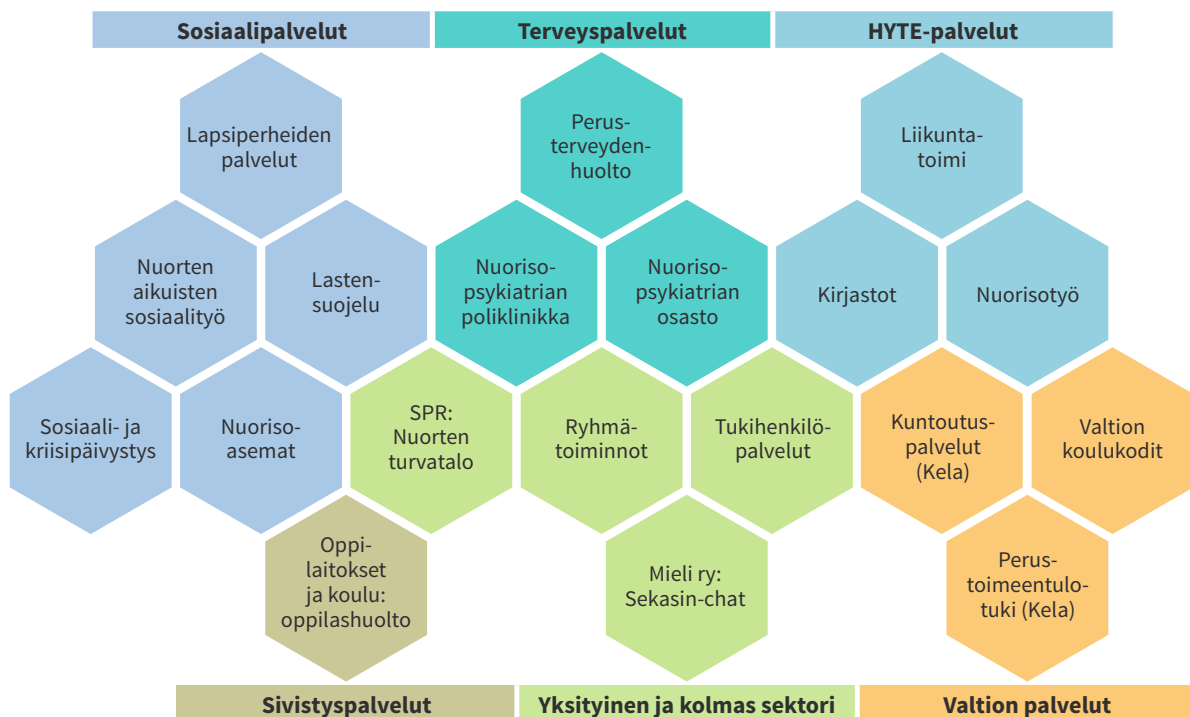 Sosiaalipalvelut
Terveyspalvelut
HYTE-palvelut
Lapsiperheiden
palvelut
Perus-
terveyden-
huolto
Liikunta-
toimi
Nuorten
aikuisten
sosiaalityö
Lasten-
suojelu
Nuoriso-
psykiatrian
poliklinikka
Nuoriso-
psykiatrian
osasto
Kirjastot
Nuorisotyö
Sosiaali- ja
kriisipäivystys
Nuoriso-
asemat
SPR:
Nuorten
turvatalo
Ryhmä-
toiminnot
Tukihenkilö-
palvelut
Kuntoutus-
palvelut
(Kela)
Valtion
koulukodit
Oppi-
laitokset
ja koulu:
oppilashuolto
Mieli ry:
Sekasin-chat
Perus-
toimeentulo-
tuki (Kela)
Sivistyspalvelut
Yksityinen ja kolmas sektori
Valtion palvelut